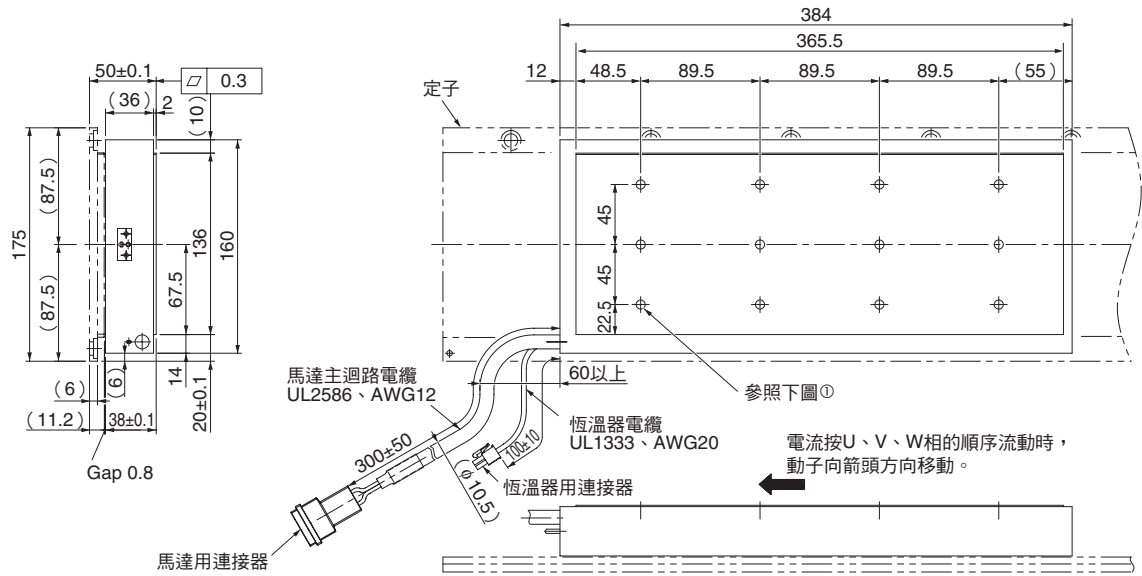 384
365.5
12
48.5
89.5
89.5
89.5
(55)
定子
50±0.1
0.3
(36)
2
(10)
175
(87.5)
(87.5)
136
160
67.5
45
45
22.5
(6)
(6)
14
20±0.1
(11.2)
38±0.1
Gap 0.8
馬達主迴路電纜
UL2586、AWG12
60以上
參照下圖①
恆溫器電纜
UL1333、AWG20
300±50
100±10
(φ10.5)
恆溫器用連接器
馬達用連接器
電流按U、V、W相的順序流動時，
動子向箭頭方向移動。